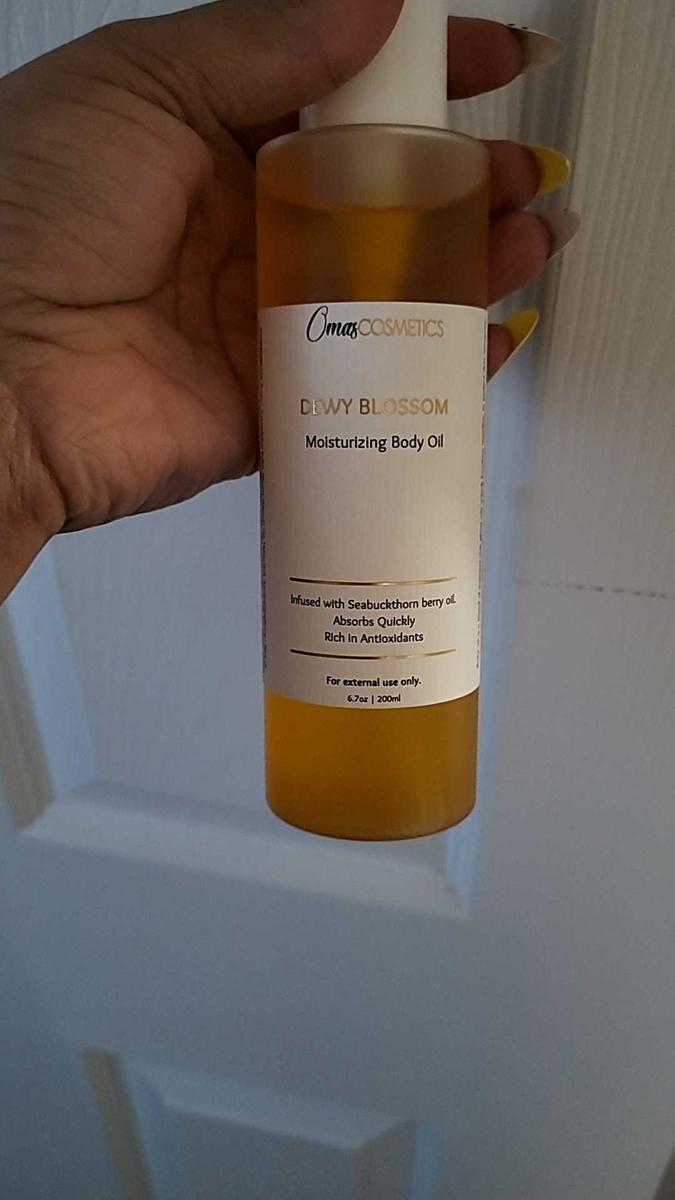 OmasCOSMETICS
DEWY BLOSSOM
Moisturizing Body Oil
Infused with Seabuckthorn berry oil.
Absorbs Quickly
Rich in Antioxidants
For external use only.
6.7oz | 200ml